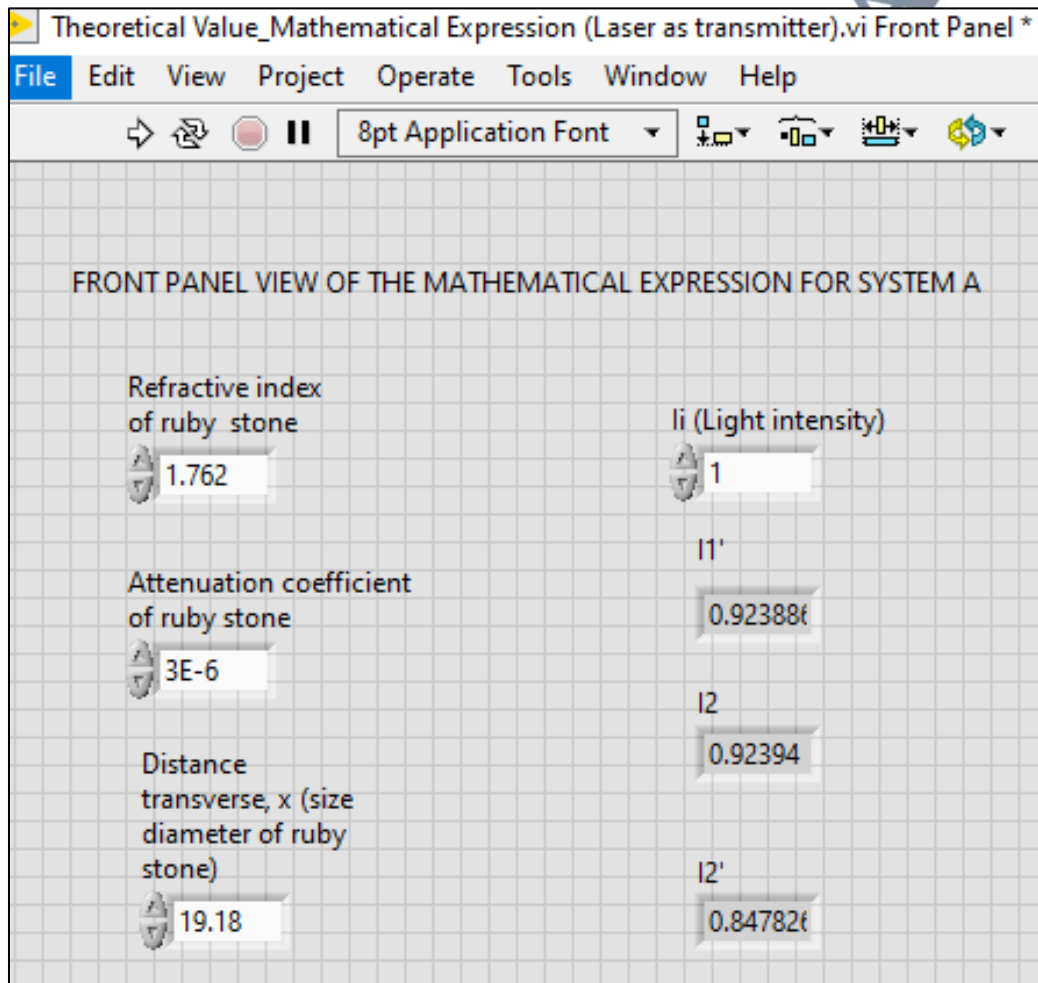 Theoretical Value_Mathematical Expression (Laser as transmitter).vi Front Panel *
File Edit View Project Operate Tools Window Help
8pt Application Font
FRONT PANEL VIEW OF THE MATHEMATICAL EXPRESSION FOR SYSTEM A
Refractive index
of ruby stone
1.762
Ii (Light intensity)
1
I1'
0.923886
Attenuation coefficient
of ruby stone
3E-6
I2
0.92394
Distance
transverse, x (size
diameter of ruby
stone)
19.18
I2'
0.847826